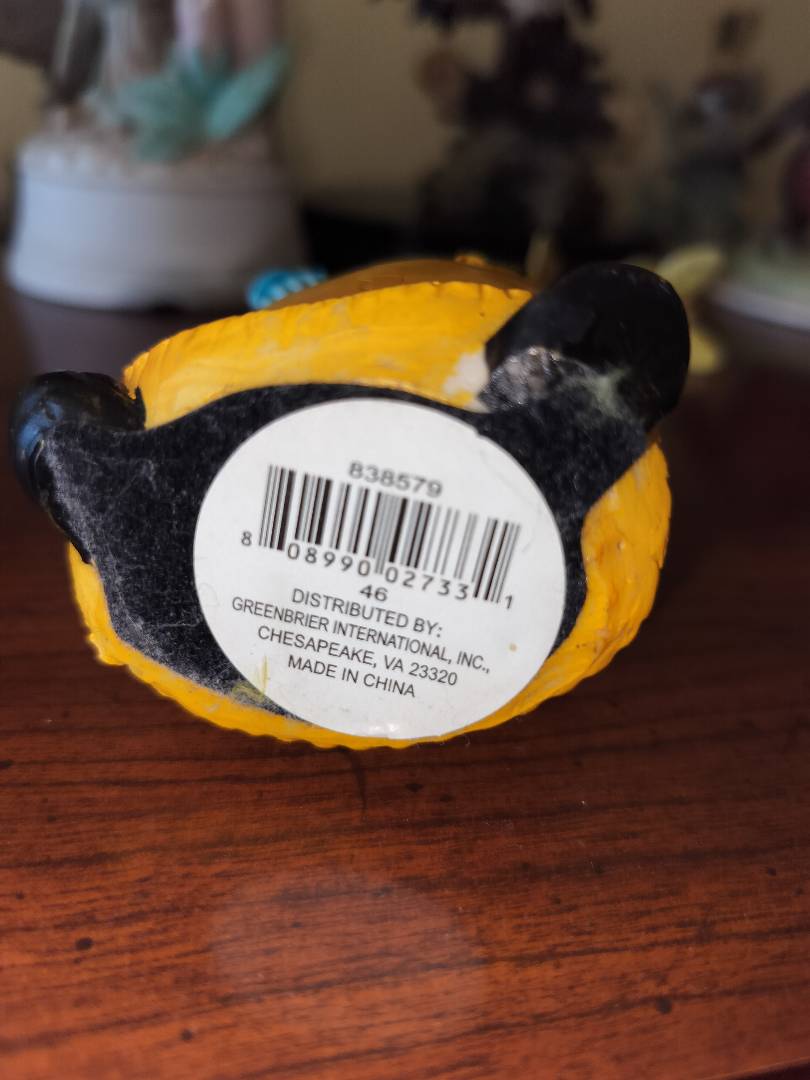 838579
8 08990 02733 1
46
DISTRIBUTED BY:
GREENBRIER INTERNATIONAL, INC.,
CHESAPEAKE, VA 23320
MADE IN CHINA